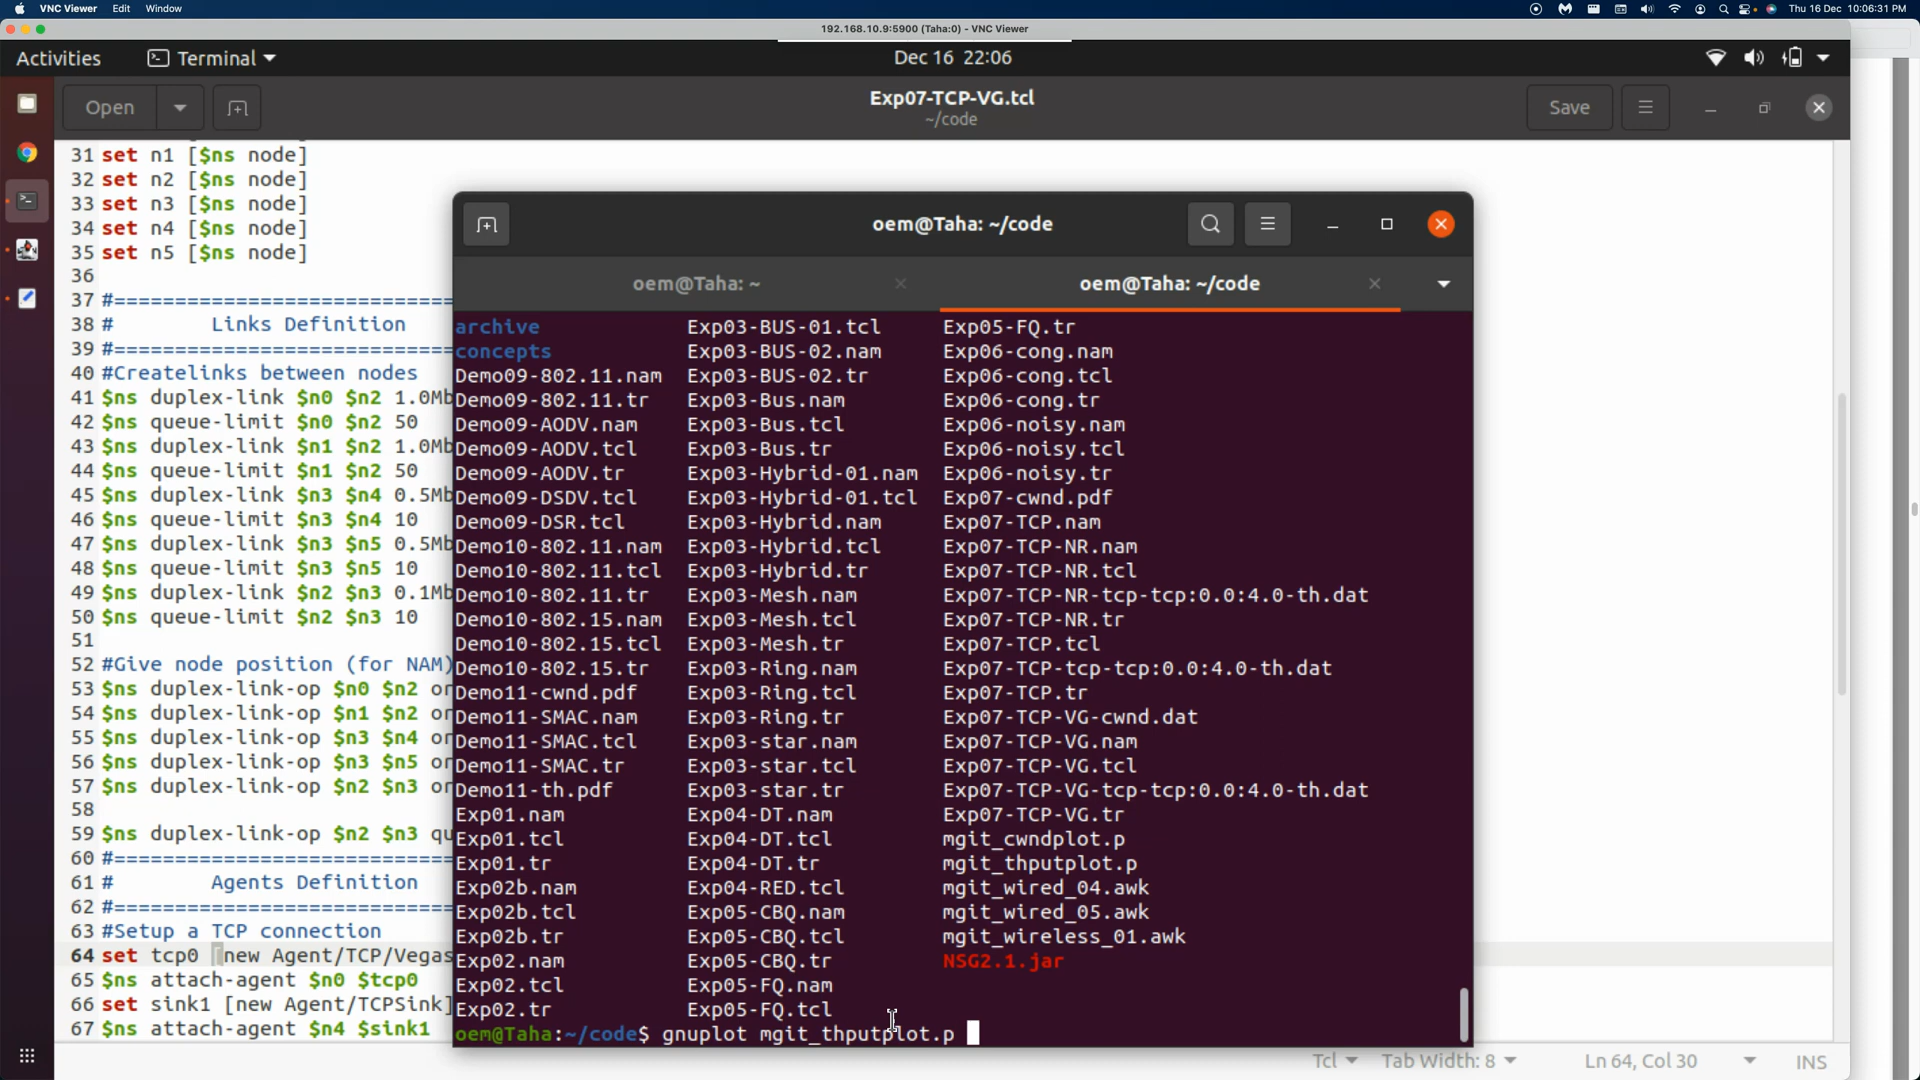 VNC Viewer Edit Window Thu 16 Dec 10:06:31 PM
192.168.10.9:5900 (Taha:0) - VNC Viewer
Activities Terminal Dec 16 22:06
Open Exp07-TCP-VG.tcl Save
~/code
31 set n1 [$ns node]
32 set n2 [$ns node]
33 set n3 [$ns node]
34 set n4 [$ns node]
35 set n5 [$ns node]
36
37 #=============================
38 # Links Definition
39 #=============================
40 #Createlinks between nodes
41 $ns duplex-link $n0 $n2 1.0Mb
42 $ns queue-limit $n0 $n2 50
43 $ns duplex-link $n1 $n2 1.0Mb
44 $ns queue-limit $n1 $n2 50
45 $ns duplex-link $n3 $n4 0.5Mb
46 $ns queue-limit $n3 $n4 10
47 $ns duplex-link $n3 $n5 0.5Mb
48 $ns queue-limit $n3 $n5 10
49 $ns duplex-link $n2 $n3 0.1Mb
50 $ns queue-limit $n2 $n3 10
51
52 #Give node position (for NAM)
53 $ns duplex-link-op $n0 $n2 or
54 $ns duplex-link-op $n1 $n2 or
55 $ns duplex-link-op $n3 $n4 or
56 $ns duplex-link-op $n3 $n5 or
57 $ns duplex-link-op $n2 $n3 or
58
59 $ns duplex-link-op $n2 $n3 qu
60 #=============================
61 # Agents Definition
62 #=============================
63 #Setup a TCP connection
64 set tcp0 [new Agent/TCP/Vegas
65 $ns attach-agent $n0 $tcp0
66 set sink1 [new Agent/TCPSink]
67 $ns attach-agent $n4 $sink1
oem@Taha: ~/code
oem@Taha: ~ oem@Taha: ~/code
archive Exp03-BUS-01.tcl Exp05-FQ.tr
concepts Exp03-BUS-02.nam Exp06-cong.nam
Demo09-802.11.nam Exp03-BUS-02.tr Exp06-cong.tcl
Demo09-802.11.tr Exp03-Bus.nam Exp06-cong.tr
Demo09-AODV.nam Exp03-Bus.tcl Exp06-noisy.nam
Demo09-AODV.tcl Exp03-Bus.tr Exp06-noisy.tcl
Demo09-AODV.tr Exp03-Hybrid-01.nam Exp06-noisy.tr
Demo09-DSDV.tcl Exp03-Hybrid-01.tcl Exp07-cwnd.pdf
Demo09-DSR.tcl Exp03-Hybrid.nam Exp07-TCP.nam
Demo10-802.11.nam Exp03-Hybrid.tcl Exp07-TCP-NR.nam
Demo10-802.11.tcl Exp03-Hybrid.tr Exp07-TCP-NR.tcl
Demo10-802.11.tr Exp03-Mesh.nam Exp07-TCP-NR-tcp-tcp:0.0:4.0-th.dat
Demo10-802.15.nam Exp03-Mesh.tcl Exp07-TCP-NR.tr
Demo10-802.15.tcl Exp03-Mesh.tr Exp07-TCP.tcl
Demo10-802.15.tr Exp03-Ring.nam Exp07-TCP-tcp-tcp:0.0:4.0-th.dat
Demo11-cwnd.pdf Exp03-Ring.tcl Exp07-TCP.tr
Demo11-SMAC.nam Exp03-Ring.tr Exp07-TCP-VG-cwnd.dat
Demo11-SMAC.tcl Exp03-star.nam Exp07-TCP-VG.nam
Demo11-SMAC.tr Exp03-star.tcl Exp07-TCP-VG.tcl
Demo11-th.pdf Exp03-star.tr Exp07-TCP-VG-tcp-tcp:0.0:4.0-th.dat
Exp01.nam Exp04-DT.nam Exp07-TCP-VG.tr
Exp01.tcl Exp04-DT.tcl mgit_cwndplot.p
Exp01.tr Exp04-DT.tr mgit_thputplot.p
Exp02b.nam Exp04-RED.tcl mgit_wired_04.awk
Exp02b.tcl Exp05-CBQ.nam mgit_wired_05.awk
Exp02b.tr Exp05-CBQ.tcl mgit_wireless_01.awk
Exp02.nam Exp05-CBQ.tr NSG2.1.jar
Exp02.tcl Exp05-FQ.nam
Exp02.tr Exp05-FQ.tcl
oem@Taha:~/code$ gnuplot mgit_thputplot.p
Tcl Tab Width: 8 Ln 64, Col 30 INS